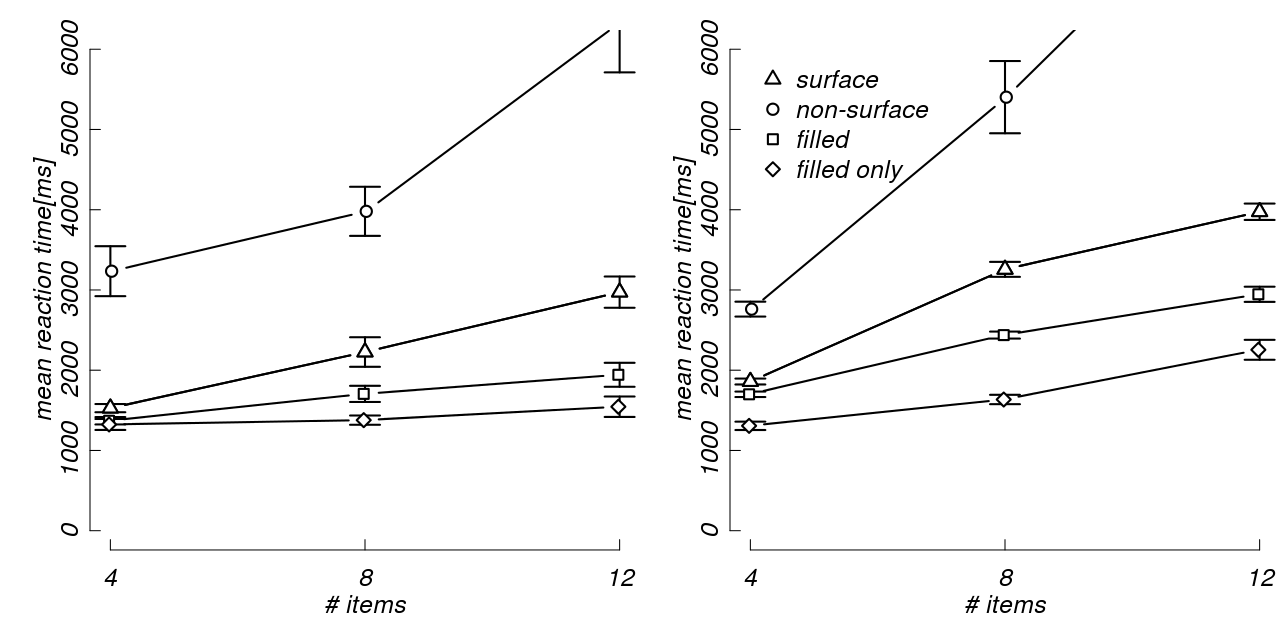 mean reaction time[ms]
6000
5000
4000
3000
2000
1000
0
4 8 12
# items
mean reaction time[ms]
6000
5000
4000
3000
2000
1000
0
surface
non-surface
filled
filled only
4 8 12
# items